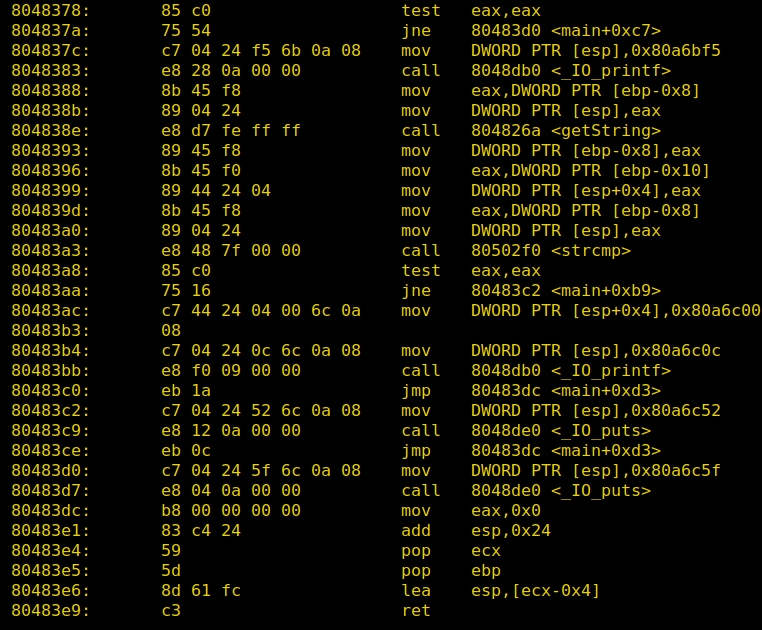 8048378: 85 c0 test eax,eax
804837a: 75 54 jne 80483d0 <main+0xc7>
804837c: c7 04 24 f5 6b 0a 08 mov DWORD PTR [esp],0x80a6bf5
8048383: e8 28 0a 00 00 call 8048db0 <_IO_printf>
8048388: 8b 45 f8 mov eax,DWORD PTR [ebp-0x8]
804838b: 89 04 24 mov DWORD PTR [esp],eax
804838e: e8 d7 fe ff ff call 804826a <getString>
8048393: 89 45 f8 mov DWORD PTR [ebp-0x8],eax
8048396: 8b 45 f0 mov eax,DWORD PTR [ebp-0x10]
8048399: 89 44 24 04 mov DWORD PTR [esp+0x4],eax
804839d: 8b 45 f8 mov eax,DWORD PTR [ebp-0x8]
80483a0: 89 04 24 mov DWORD PTR [esp],eax
80483a3: e8 48 7f 00 00 call 80502f0 <strcmp>
80483a8: 85 c0 test eax,eax
80483aa: 75 16 jne 80483c2 <main+0xb9>
80483ac: c7 44 24 04 00 6c 0a mov DWORD PTR [esp+0x4],0x80a6c00
80483b3: 08
80483b4: c7 04 24 0c 6c 0a 08 mov DWORD PTR [esp],0x80a6c0c
80483bb: e8 f0 09 00 00 call 8048db0 <_IO_printf>
80483c0: eb 1a jmp 80483dc <main+0xd3>
80483c2: c7 04 24 52 6c 0a 08 mov DWORD PTR [esp],0x80a6c52
80483c9: e8 12 0a 00 00 call 8048de0 <_IO_puts>
80483ce: eb 0c jmp 80483dc <main+0xd3>
80483d0: c7 04 24 5f 6c 0a 08 mov DWORD PTR [esp],0x80a6c5f
80483d7: e8 04 0a 00 00 call 8048de0 <_IO_puts>
80483dc: b8 00 00 00 00 mov eax,0x0
80483e1: 83 c4 24 add esp,0x24
80483e4: 59 pop ecx
80483e5: 5d pop ebp
80483e6: 8d 61 fc lea esp,[ecx-0x4]
80483e9: c3 ret